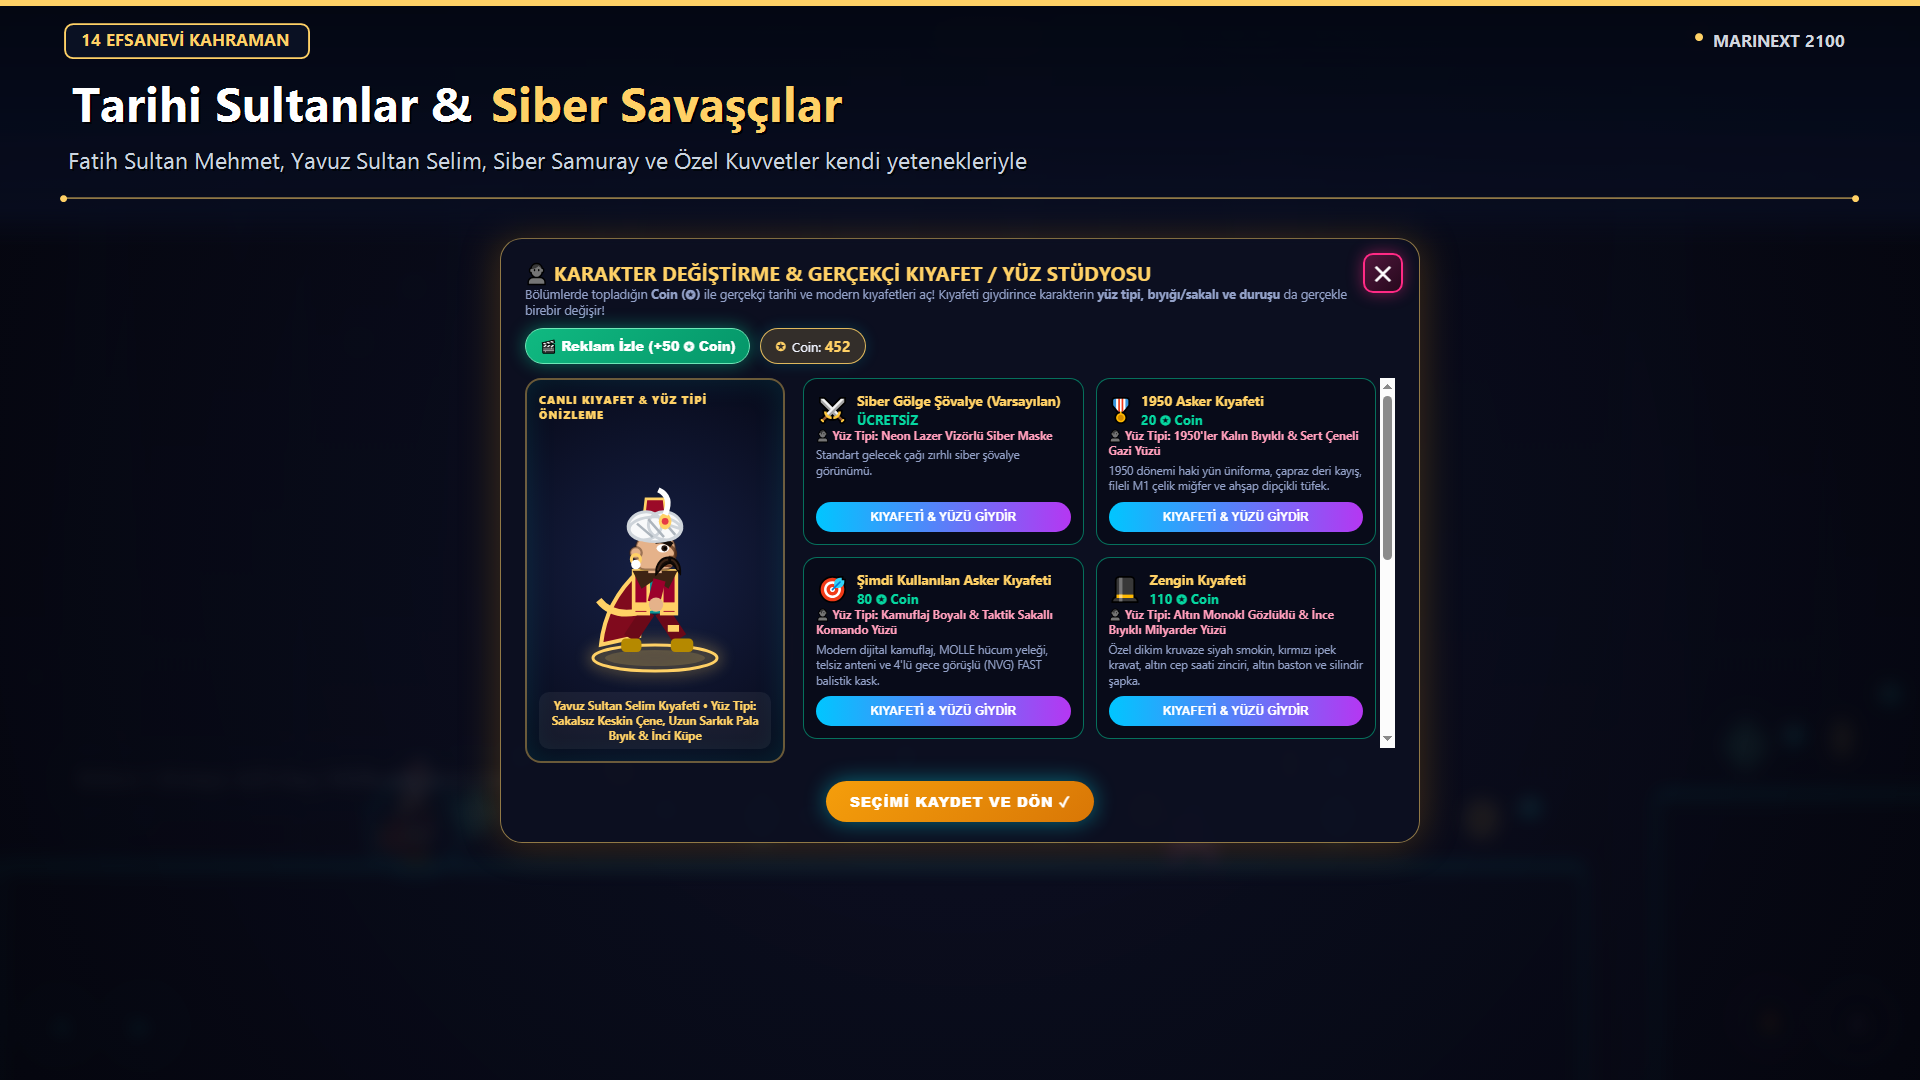 14 EFSANEVİ KAHRAMAN
MARINEXT 2100
Tarihi Sultanlar & Siber Savaşçılar
Fatih Sultan Mehmet, Yavuz Sultan Selim, Siber Samuray ve Özel Kuvvetler kendi yetenekleriyle
KARAKTER DEĞİŞTİRME & GERÇEKÇİ KIYAFET / YÜZ STÜDYOSU
Bölümlerde topladığın Coin (✪) ile gerçekçi tarihi ve modern kıyafetleri aç! Kıyafeti giydirince karakterin yüz tipi, bıyığı/sakalı ve duruşu da gerçekle
birebir değişir!
Reklam İzle (+50 ✪ Coin)
✪ Coin: 452
CANLI KIYAFET & YÜZ TİPİ
ÖNİZLEME
Yavuz Sultan Selim Kıyafeti • Yüz Tipi:
Sakalsız Keskin Çene, Uzun Sarkık Pala
Bıyık & İnci Küpe
Siber Gölge Şövalye (Varsayılan)
ÜCRETSİZ
Yüz Tipi: Neon Lazer Vizörlü Siber Maske
Standart gelecek çağı zırhlı siber şövalye
görünümü.
KIYAFETİ & YÜZÜ GİYDİR
1950 Asker Kıyafeti
20 ✪ Coin
Yüz Tipi: 1950'ler Kalın Bıyıklı & Sert Çeneli
Gazi Yüzü
1950 dönemi haki yün üniforma, çapraz deri kayış,
fileli M1 çelik miğfer ve ahşap dipçikli tüfek.
KIYAFETİ & YÜZÜ GİYDİR
Şimdi Kullanılan Asker Kıyafeti
80 ✪ Coin
Yüz Tipi: Kamuflaj Boyalı & Taktik Sakallı
Komando Yüzü
Modern dijital kamuflaj, MOLLE hücum yeleği,
telsiz anteni ve 4'lü gece görüşlü (NVG) FAST
balistik kask.
KIYAFETİ & YÜZÜ GİYDİR
Zengin Kıyafeti
110 ✪ Coin
Yüz Tipi: Altın Monokl Gözlüklü & İnce
Bıyıklı Milyarder Yüzü
Özel dikim kruvaze siyah smokin, kırmızı ipek
kravat, altın cep saati zinciri, altın baston ve silindir
şapka.
KIYAFETİ & YÜZÜ GİYDİR
SEÇİMİ KAYDET VE DÖN ✓